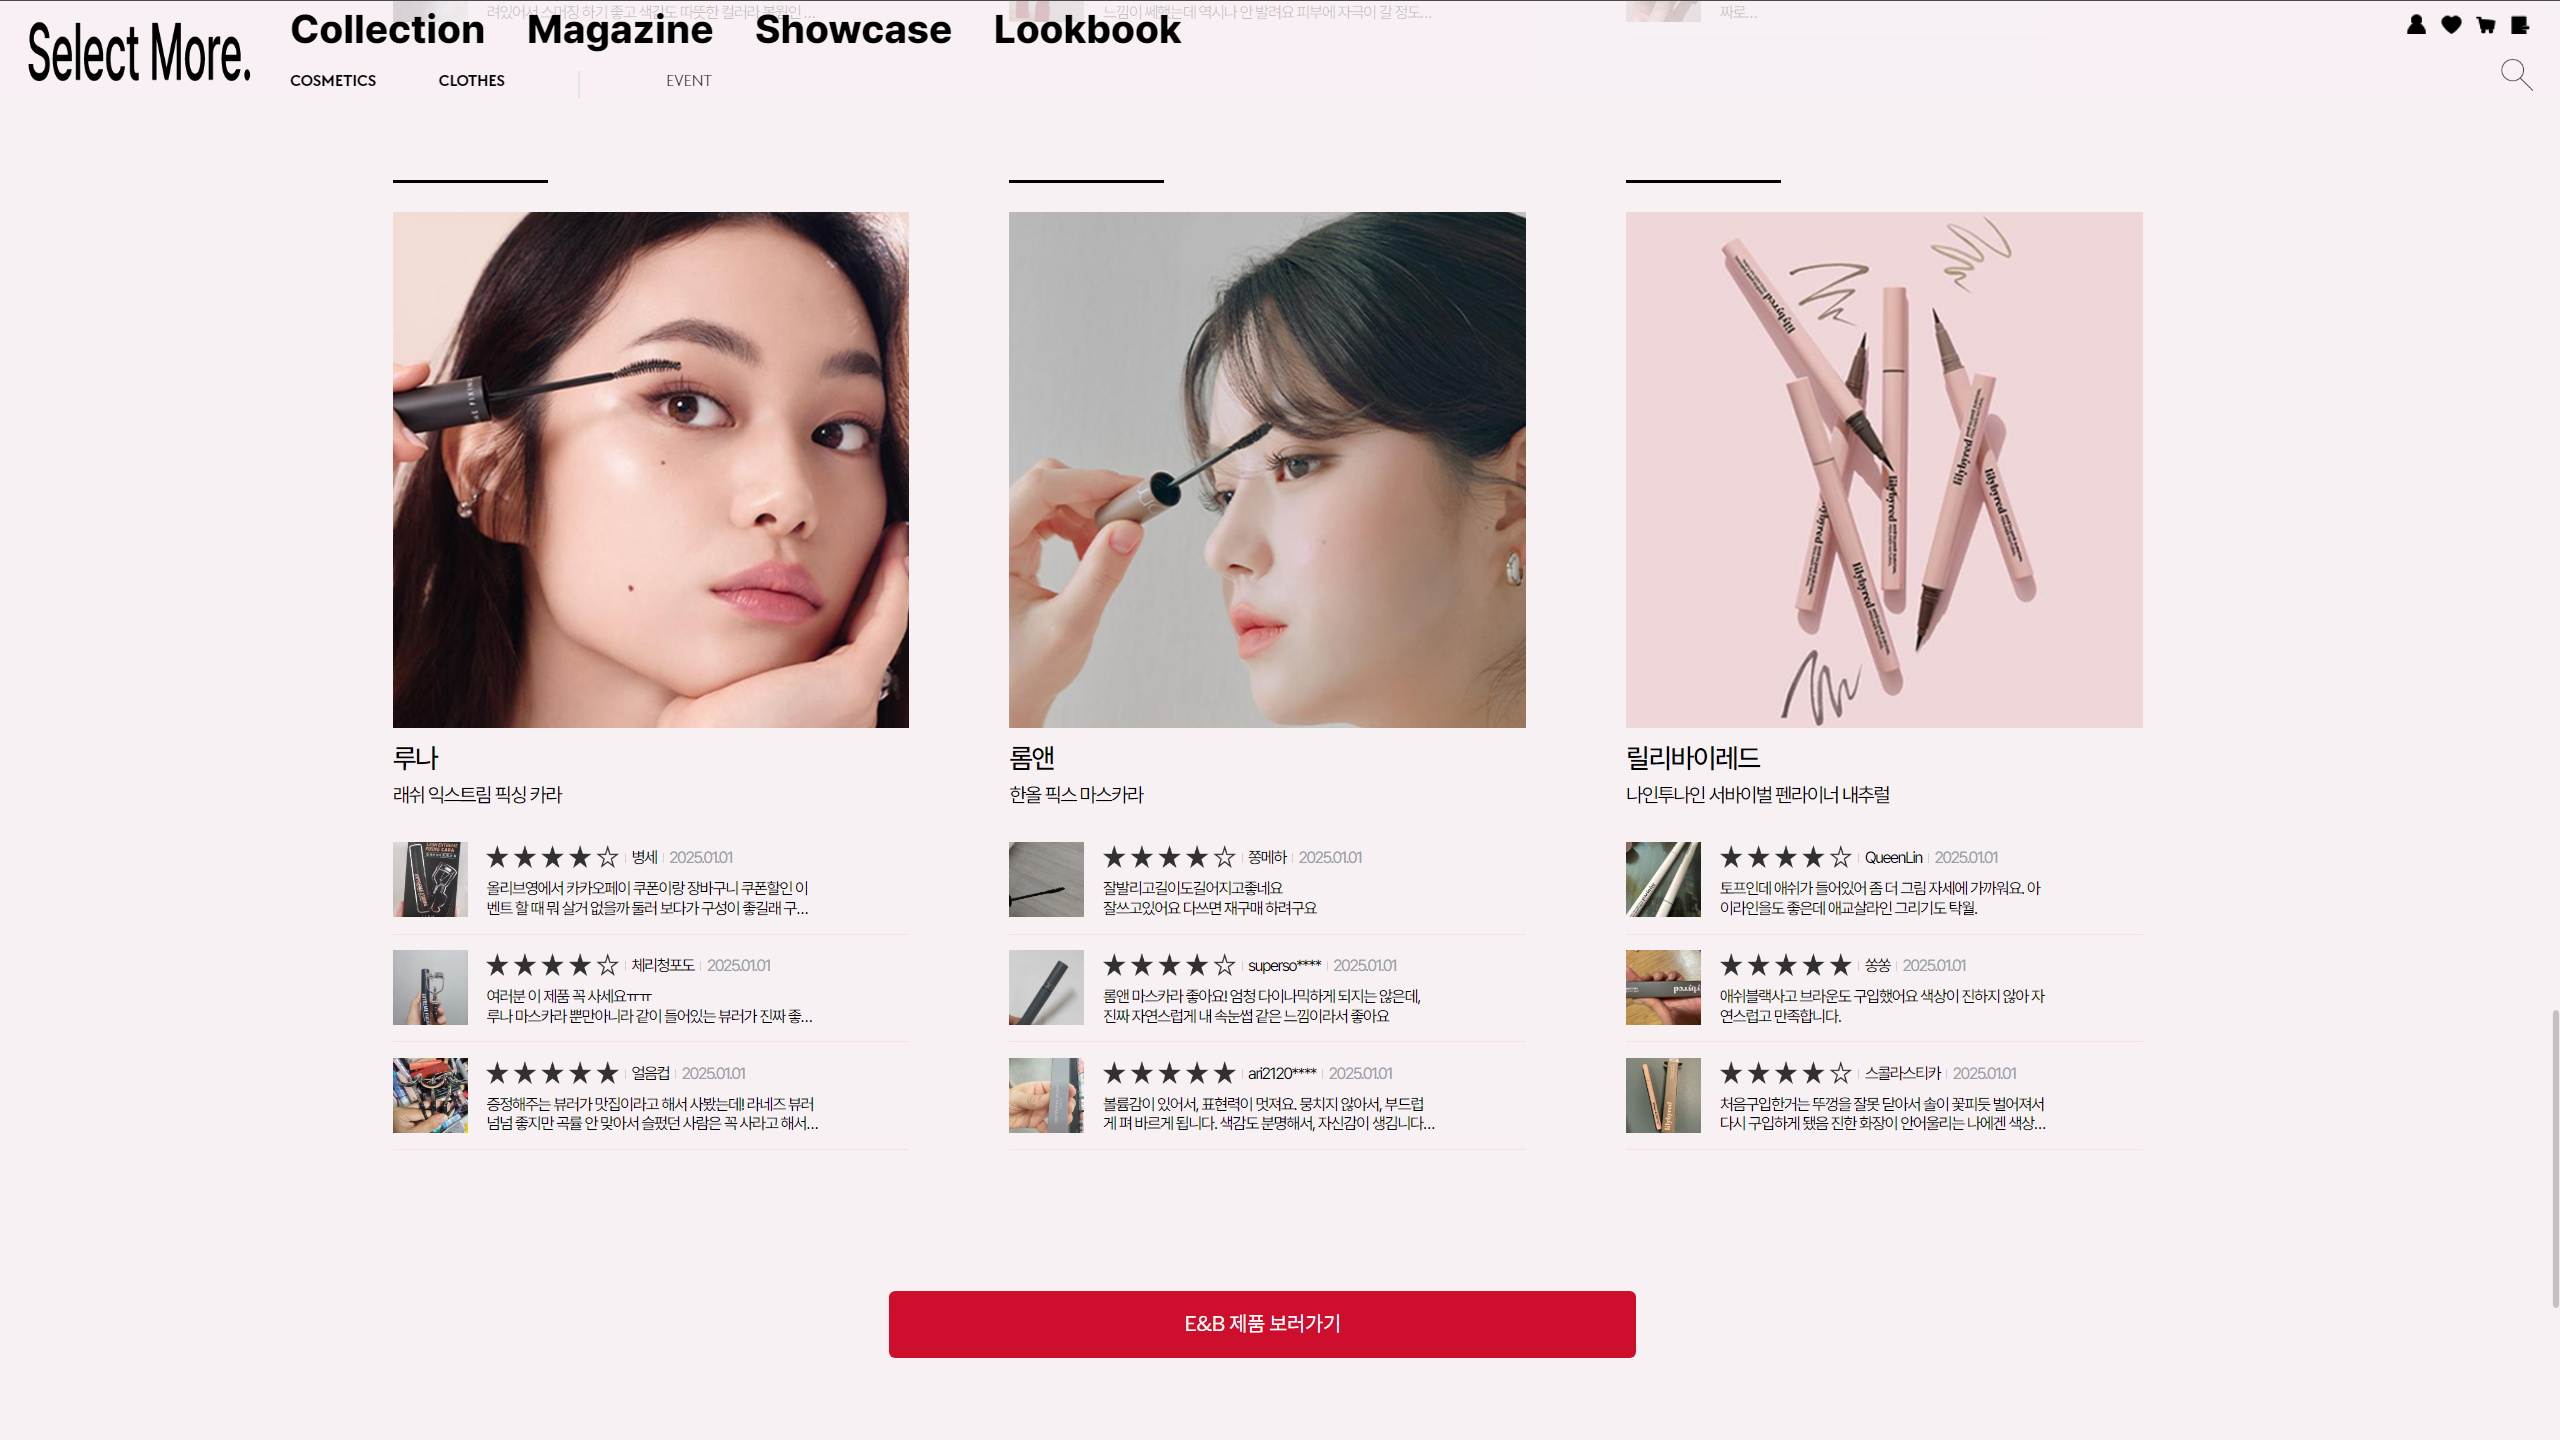 려있어서 스머징 하기 좋고 색감도 따뜻한 컬러라 봄웜인 ...
느낌이 쎄했는데 역시나 안 발려요 피부에 자극이 갈 정도...
짜로...
Select More.
Collection Magazine Showcase Lookbook
COSMETICS CLOTHES EVENT
루나
래쉬 익스트림 픽싱 카라
병세 2025.01.01
올리브영에서 카카오페이 쿠폰이랑 장바구니 쿠폰할인 이
벤트 할 때 뭐 살거 없을까 둘러 보다가 구성이 좋길래 구...
체리청포도 2025.01.01
여러분 이 제품 꼭 사세요ㅠㅠ
루나 마스카라 뿐만아니라 같이 들어있는 뷰러가 진짜 좋...
얼음컵 2025.01.01
증정해주는 뷰러가 맛집이라고 해서 사봤는데! 라네즈 뷰러
넘넘 좋지만 곡률 안 맞아서 슬펐던 사람은 꼭 사라고 해서...
롬앤
한올 픽스 마스카라
쫑메하 2025.01.01
잘발리고길이도길어지고좋네요
잘쓰고있어요 다쓰면 재구매 하려구요
superso**** 2025.01.01
롬앤 마스카라 좋아요! 엄청 다이나믹하게 되지는 않은데,
진짜 자연스럽게 내 속눈썹 같은 느낌이라서 좋아요
ari2120**** 2025.01.01
볼륨감이 있어서, 표현력이 멋져요. 뭉치지 않아서, 부드럽
게 펴 바르게 됩니다. 색감도 분명해서, 자신감이 생깁니다...
lilybyred
lilybyred
lilybyred
lilybyred
lilybyred
릴리바이레드
나인투나인 서바이벌 펜라이너 내추럴
QueenLin 2025.01.01
토프인데 애쉬가 들어있어 좀 더 그림 자세에 가까워요. 아
이라인을도 좋은데 애교살라인 그리기도 탁월.
쏭쏭 2025.01.01
애쉬블랙사고 브라운도 구입했어요 색상이 진하지 않아 자
연스럽고 만족합니다.
스콜라스티카 2025.01.01
처음구입한거는 뚜껑을 잘못 닫아서 솔이 꽃피듯 벌어져서
다시 구입하게 됐음 진한 화장이 안어울리는 나에겐 색상...
E&B 제품 보러가기